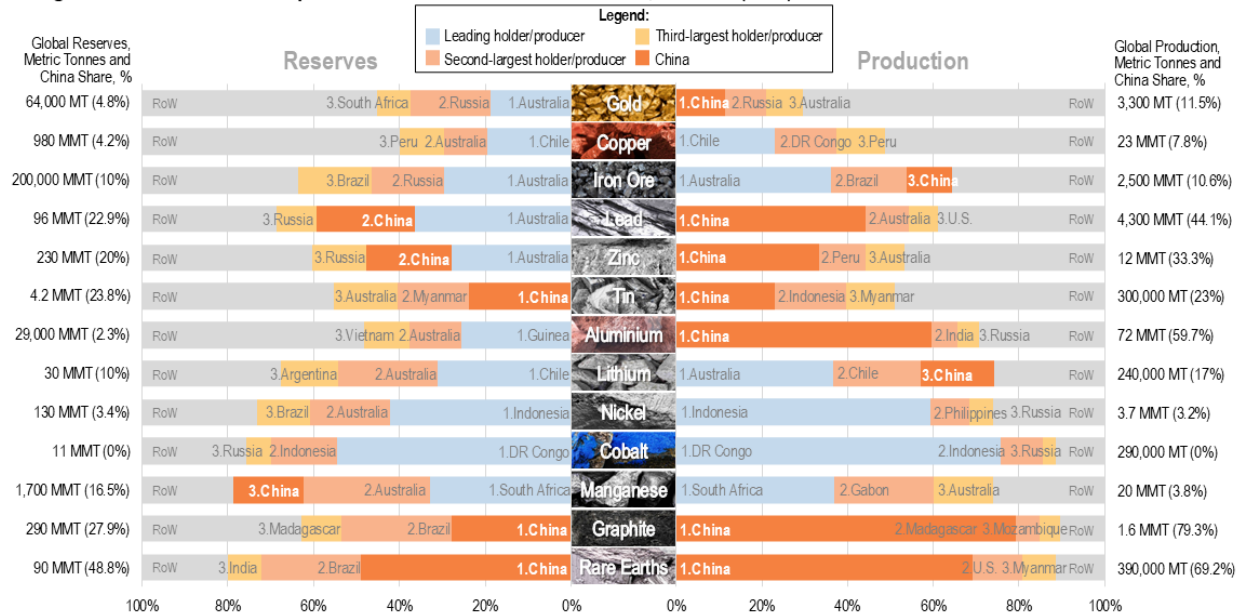 Legend:
Leading holder/producer
Third-largest holder/producer
Second-largest holder/producer
China
Global Reserves,
Metric Tonnes and
China Share, %
Reserves
Production
Global Production,
Metric Tonnes and
China Share, %
64,000 MT (4.8%) RoW 3.South Africa 2.Russia 1.Australia Gold 1.China 2.Russia 3.Australia RoW 3,300 MT (11.5%)
980 MMT (4.2%) RoW 3.Peru 2.Australia 1.Chile Copper 1.Chile 2.DR Congo 3.Peru RoW 23 MMT (7.8%)
200,000 MMT (10%) RoW 3.Brazil 2.Russia 1.Australia Iron Ore 1.Australia 2.Brazil 3.China RoW 2,500 MMT (10.6%)
96 MMT (22.9%) RoW 3.Russia 2.China 1.Australia Lead 1.China 2.Australia 3.U.S. RoW 4,300 MMT (44.1%)
230 MMT (20%) RoW 3.Russia 2.China 1.Australia Zinc 1.China 2.Peru 3.Australia RoW 12 MMT (33.3%)
4.2 MMT (23.8%) RoW 3.Australia 2.Myanmar 1.China Tin 1.China 2.Indonesia 3.Myanmar RoW 300,000 MT (23%)
29,000 MMT (2.3%) RoW 3.Vietnam 2.Australia 1.Guinea Aluminium 1.China 2.India 3.Russia RoW 72 MMT (59.7%)
30 MMT (10%) RoW 3.Argentina 2.Australia 1.Chile Lithium 1.Australia 2.Chile 3.China RoW 240,000 MT (17%)
130 MMT (3.4%) RoW 3.Brazil 2.Australia 1.Indonesia Nickel 1.Indonesia 2.Philippines 3.Russia RoW 3.7 MMT (3.2%)
11 MMT (0%) RoW 3.Russia 2.Indonesia 1.DR Congo Cobalt 1.DR Congo 2.Indonesia 3.Russia RoW 290,000 MT (0%)
1,700 MMT (16.5%) RoW 3.China 2.Australia 1.South Africa Manganese 1.South Africa 2.Gabon 3.Australia RoW 20 MMT (3.8%)
290 MMT (27.9%) RoW 3.Madagascar 2.Brazil 1.China Graphite 1.China 2.Madagascar 3.Mozambique RoW 1.6 MMT (79.3%)
90 MMT (48.8%) RoW 3.India 2.Brazil 1.China Rare Earths 1.China 2.U.S. 3.Myanmar RoW 390,000 MT (69.2%)
100% 80% 60% 40% 20% 0% 0% 20% 40% 60% 80% 100%